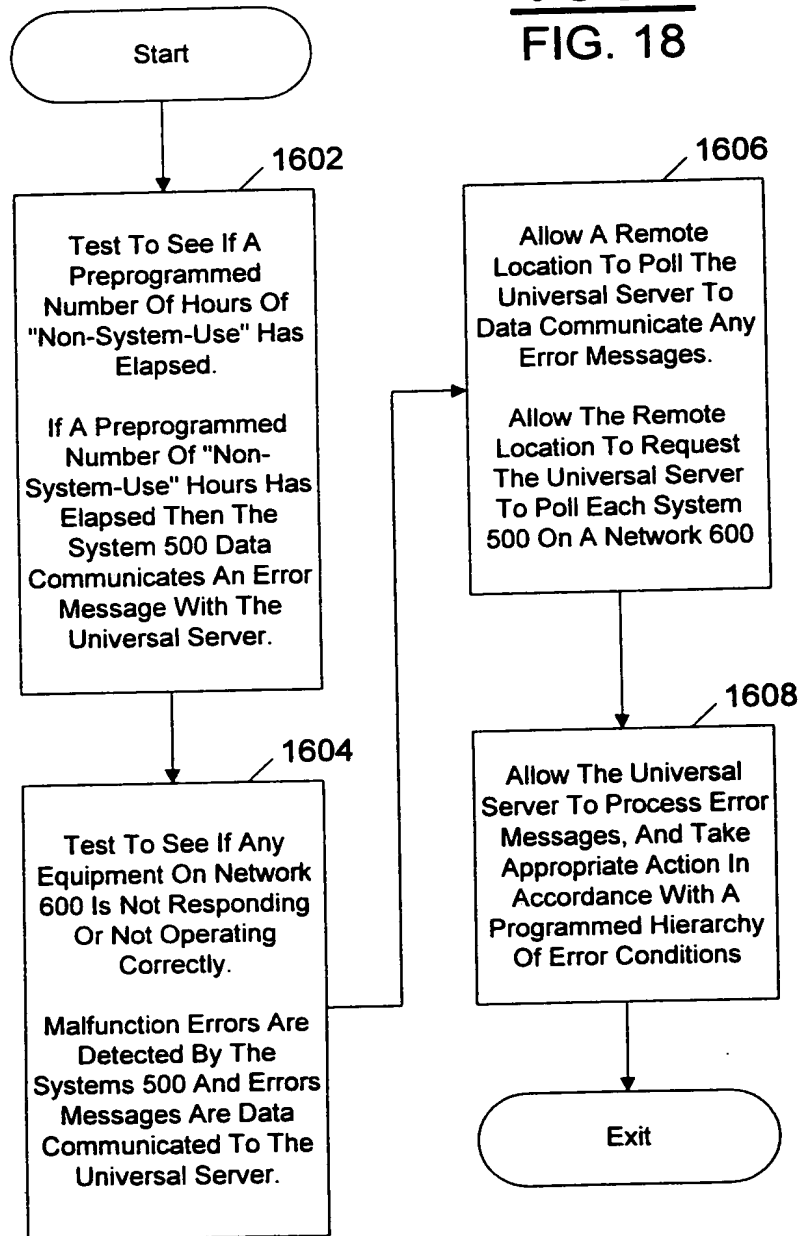 FIG. 18
Start
1602
Test To See If A
Preprogrammed
Number Of Hours Of
"Non-System-Use" Has
Elapsed.
If A Preprogrammed
Number Of "Non-
System-Use" Hours Has
Elapsed Then The
System 500 Data
Communicates An Error
Message With The
Universal Server.
1604
Test To See If Any
Equipment On Network
600 Is Not Responding
Or Not Operating
Correctly.
Malfunction Errors Are
Detected By The
Systems 500 And Errors
Messages Are Data
Communicated To The
Universal Server.
1606
Allow A Remote
Location To Poll The
Universal Server To
Data Communicate Any
Error Messages.
Allow The Remote
Location To Request
The Universal Server
To Poll Each System
500 On A Network 600
1608
Allow The Universal
Server To Process Error
Messages, And Take
Appropriate Action In
Accordance With A
Programmed Hierarchy
Of Error Conditions
Exit